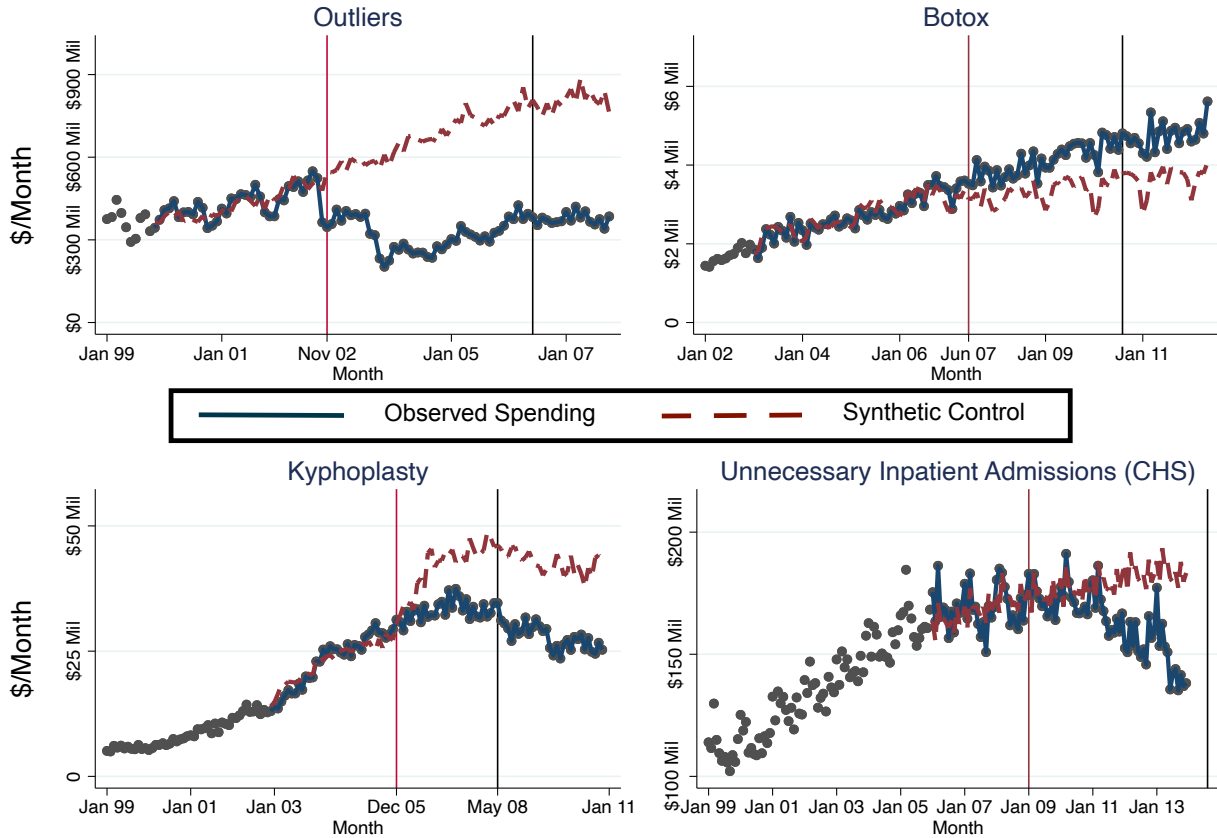 Outliers
$/Month
$900 Mil
$600 Mil
$300 Mil
$0
Jan 99 Jan 01 Nov 02 Jan 05 Jan 07
Month
Botox
$6 Mil
$4 Mil
$2 Mil
0
Jan 02 Jan 04 Jan 06 Jun 07 Jan 09 Jan 11
Month
Observed Spending Synthetic Control
Kyphoplasty
$/Month
$50 Mil
$25 Mil
0
Jan 99 Jan 01 Jan 03 Dec 05 May 08 Jan 11
Month
Unnecessary Inpatient Admissions (CHS)
$200 Mil
$150 Mil
$100 Mil
Jan 99 Jan 01 Jan 03 Jan 05 Jan 07 Jan 09 Jan 11 Jan 13
Month